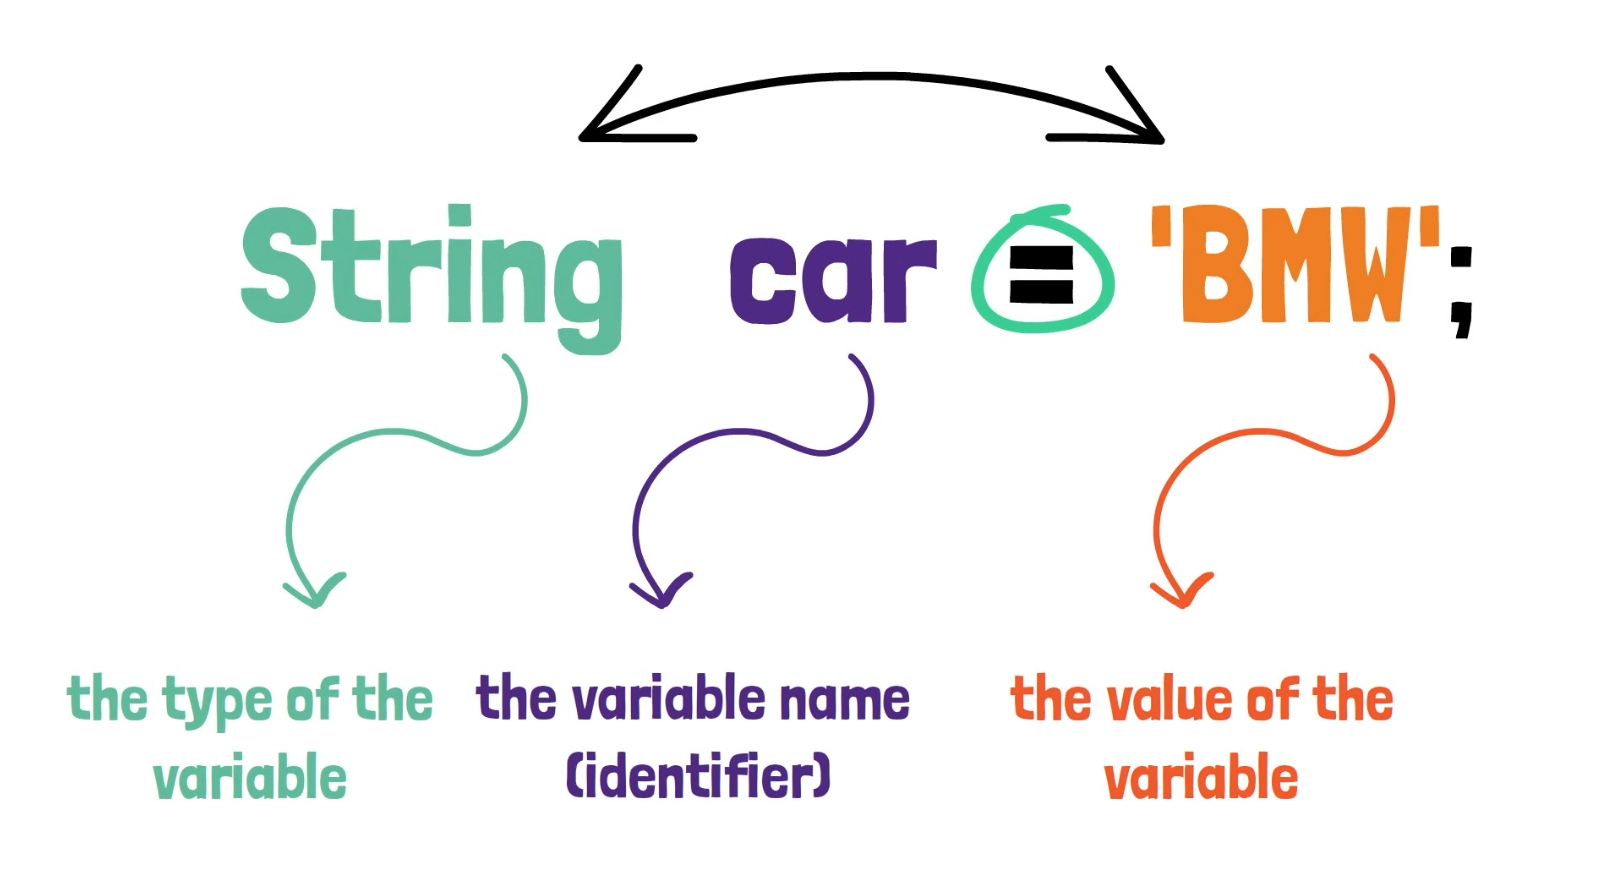 String car = 'BMW';
the type of the
variable
the variable name
(identifier)
the value of the
variable